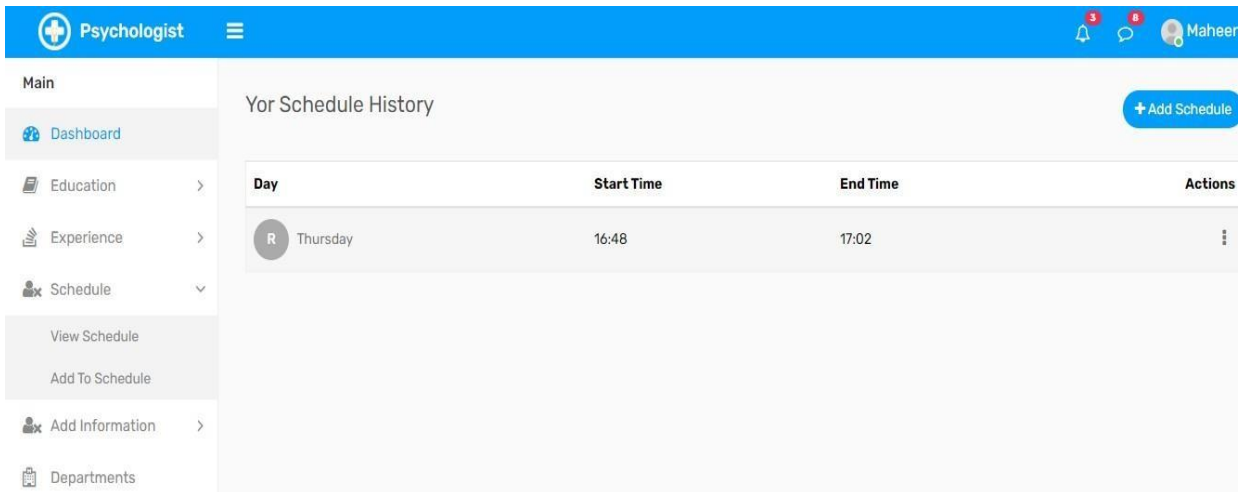 Psychologist
3
8
Maheer
Main
Dashboard
Education
Experience
Schedule
View Schedule
Add To Schedule
Add Information
Departments
Yor Schedule History
+ Add Schedule
Day Start Time End Time Actions
R Thursday 16:48 17:02